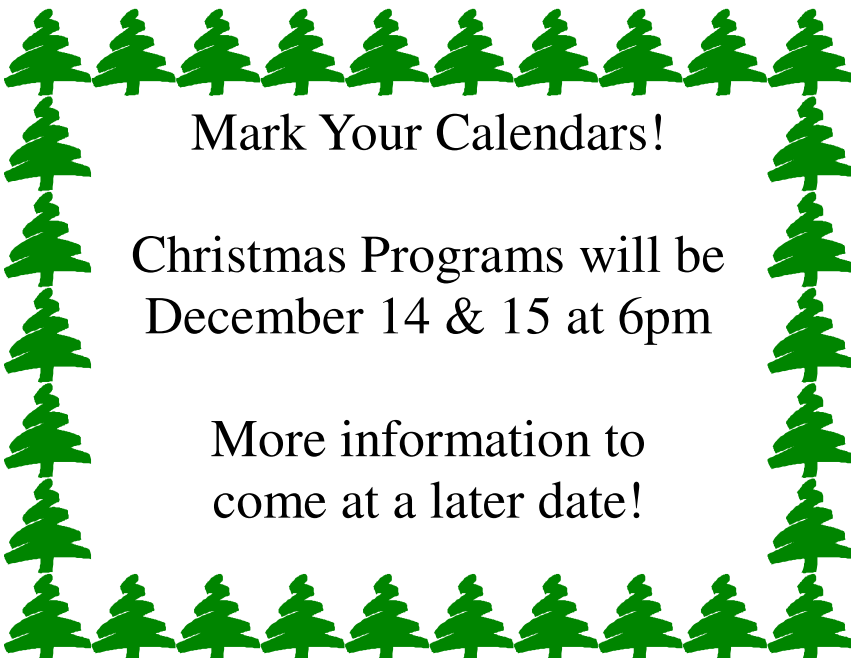 Mark Your Calendars!
Christmas Programs will be
December 14 & 15 at 6pm
More information to
come at a later date!